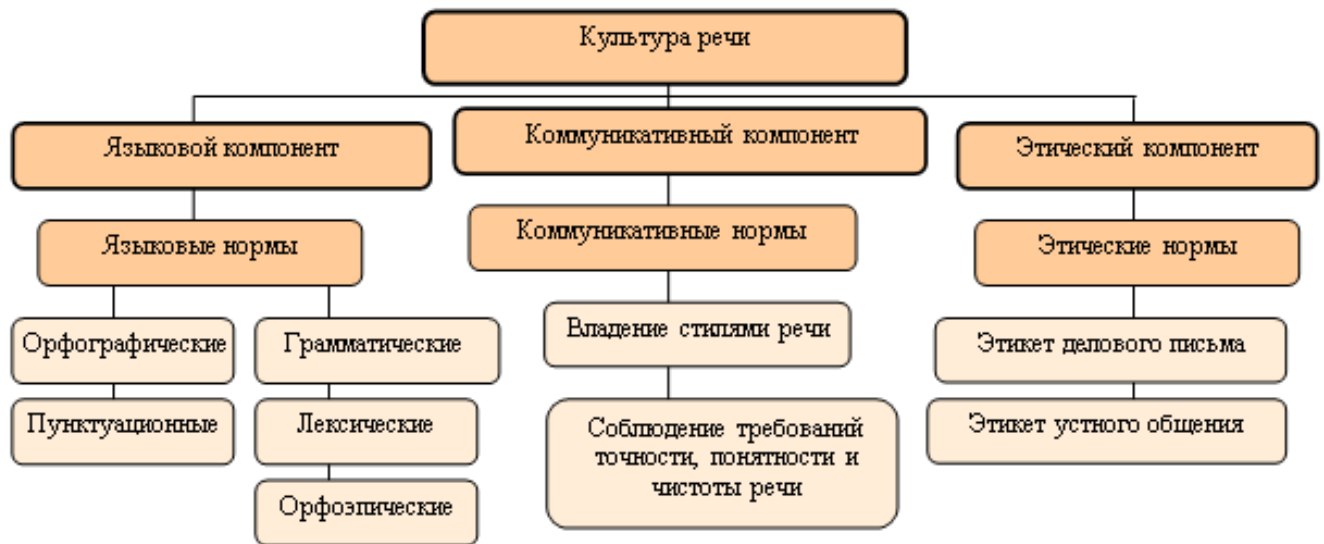 Культура речи
Языковой компонент
Коммуникативный компонент
Этический компонент
Языковые нормы
Коммуникативные нормы
Этические нормы
Орфографические
Грамматические
Владение стилями речи
Этикет делового письма
Пунктуационные
Лексические
Соблюдение требований
точности, понятности и
чистоты речи
Этикет устного общения
Орфоэпические